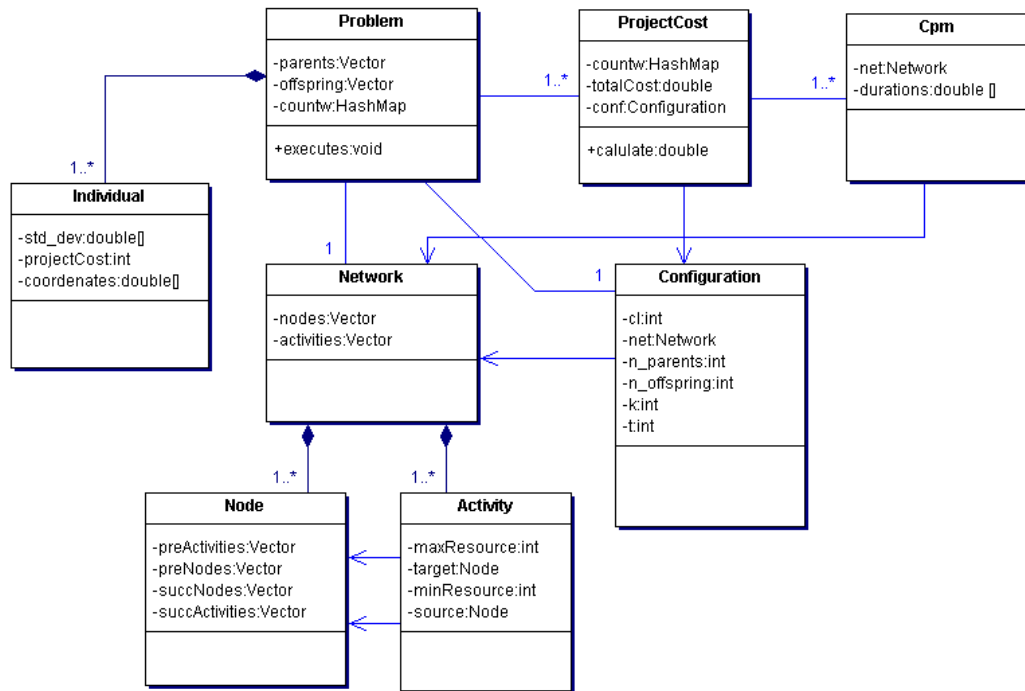 Problem
-parents:Vector
-offspring:Vector
-countw:HashMap
+executes:void
ProjectCost
-countw:HashMap
-totalCost:double
-conf:Configuration
+calulate:double
Cpm
-net:Network
-durations:double []
1..*
1..*
1..*
Individual
-std_dev:double[]
-projectCost:int
-coordenates:double[]
1
1
Network
-nodes:Vector
-activities:Vector
Configuration
-cl:int
-net:Network
-n_parents:int
-n_offspring:int
-k:int
-t:int
1..*
1..*
Node
-preActivities:Vector
-preNodes:Vector
-succNodes:Vector
-succActivities:Vector
Activity
-maxResource:int
-target:Node
-minResource:int
-source:Node